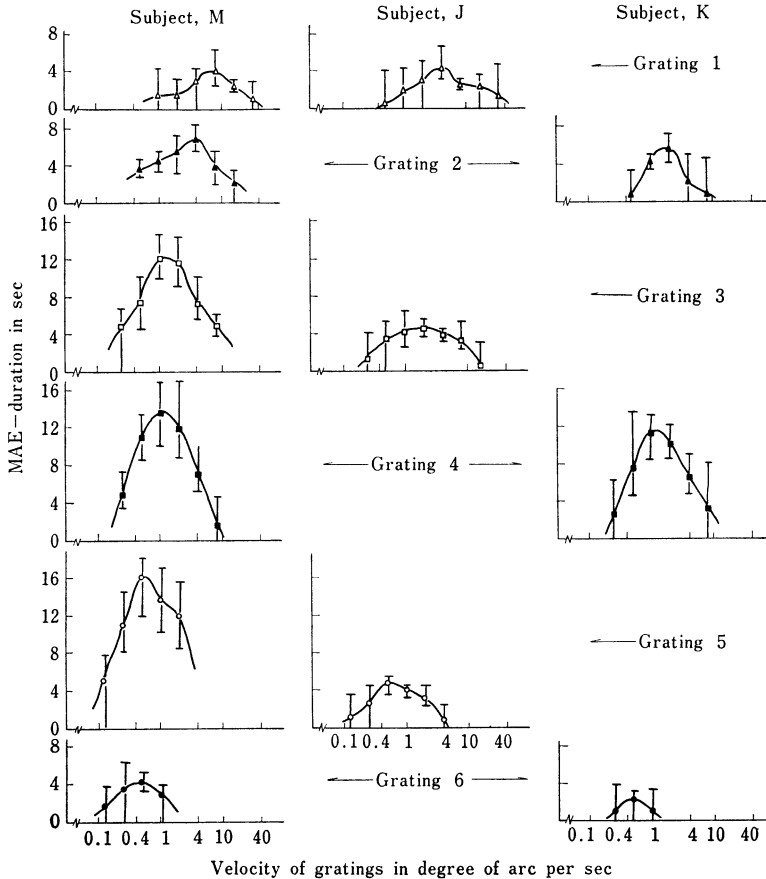 Subject, M
Subject, J
Subject, K
8
4
0
Grating 1
8
4
0
Grating 2
16
12
8
4
0
Grating 3
MAE-duration in sec
16
12
8
4
0
Grating 4
16
12
8
4
0
Grating 5
0.1 0.4 1 4 10 40
8
4
0
Grating 6
0.1 0.4 1 4 10 40
0.1 0.4 1 4 10 40
Velocity of gratings in degree of arc per sec